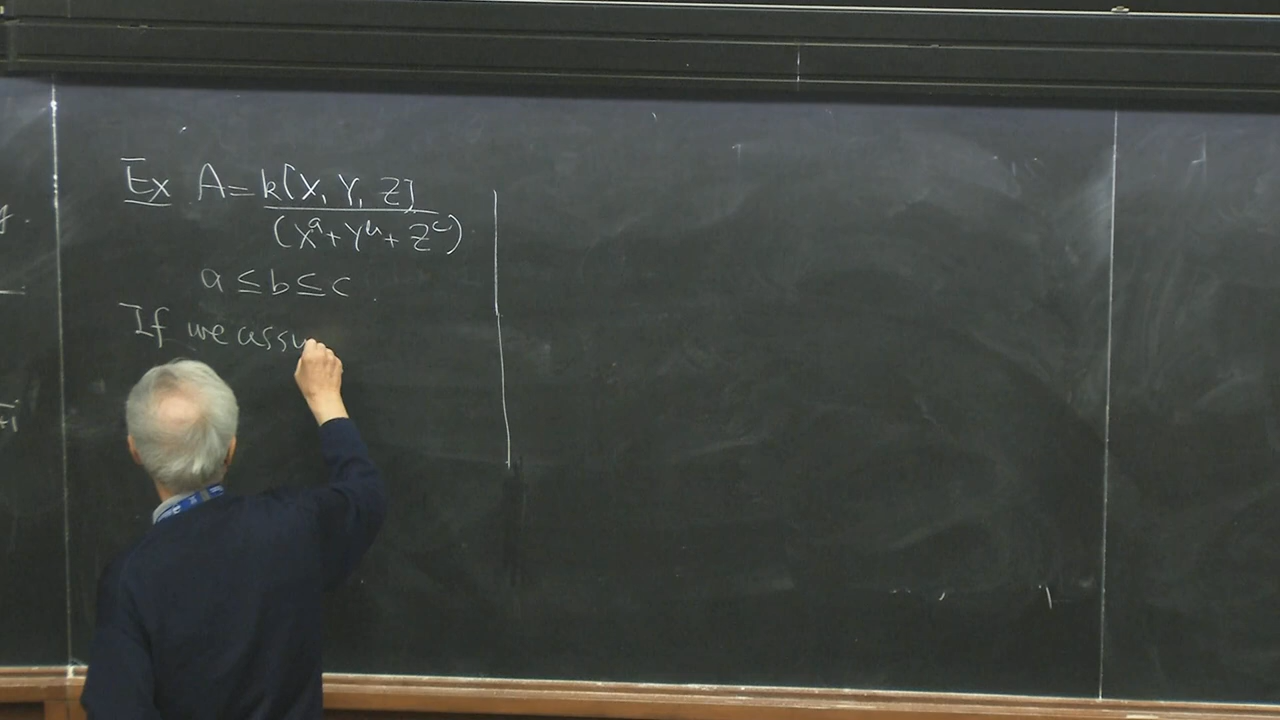 Ex A = k[X, Y, Z]
(X^a + Y^b + Z^c)
a ≤ b ≤ c
If we assu